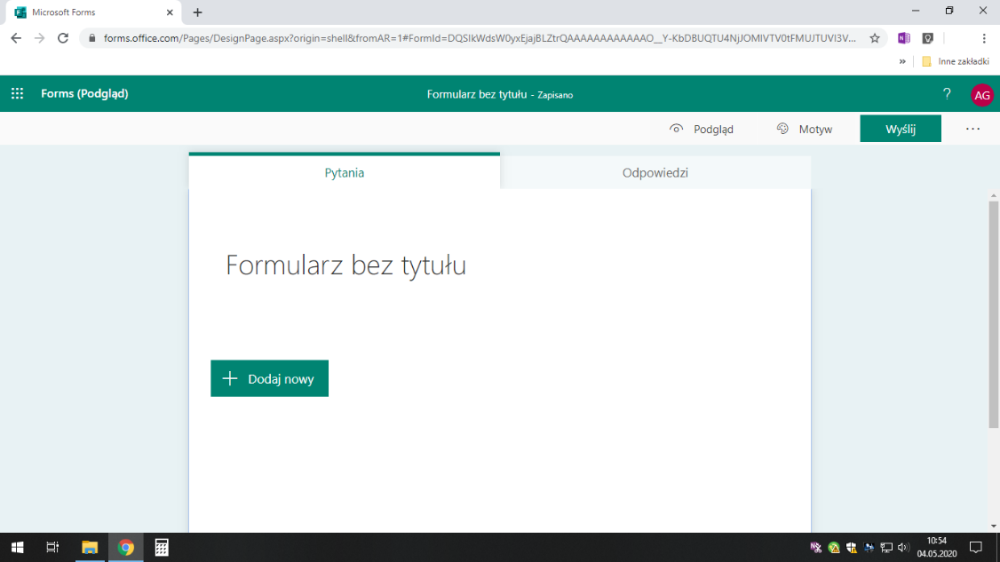 Microsoft Forms
forms.office.com/Pages/DesignPage.aspx?origin=shell&fromAR=1#FormId=DQSIkWdsW0yxEjajBLZtrQAAAAAAAAAAAAO__Y-KbDBUQTU4NjJOMlVTV0tFMUJTUVI3V...
» Inne zakładki
Forms (Podgląd)
Formularz bez tytułu - Zapisano
? AG
Podgląd Motyw Wyślij ...
Pytania Odpowiedzi
Formularz bez tytułu
Dodaj nowy
10:54
04.05.2020